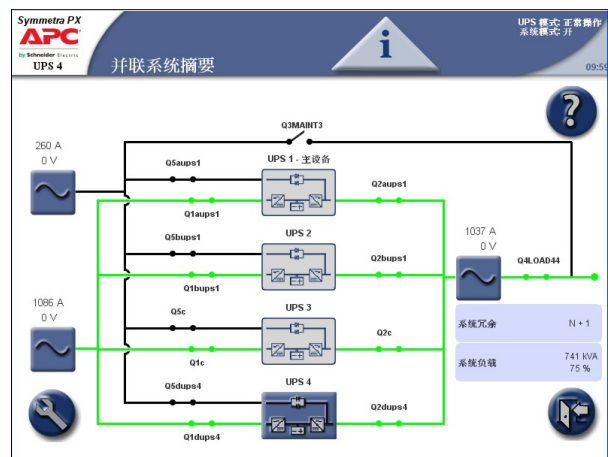 Symmetra PX
APC
by Schneider Electric
UPS 4
并联系统摘要
i
UPS 模式: 正常操作
系统模式: 开
09:59
?
Q3MAINT3
260 A
0 V
Q5aups1
UPS 1 - 主设备
Q1aups1
Q2aups1
Q5bups1
UPS 2
Q1bups1
Q2bups1
1037 A
0 V
Q4LOAD44
1086 A
0 V
Q5c
UPS 3
Q1c
Q2c
系统冗余 N + 1
系统负载 741 kVA
75 %
Q5dups4
UPS 4
Q1dups4
Q2dups4